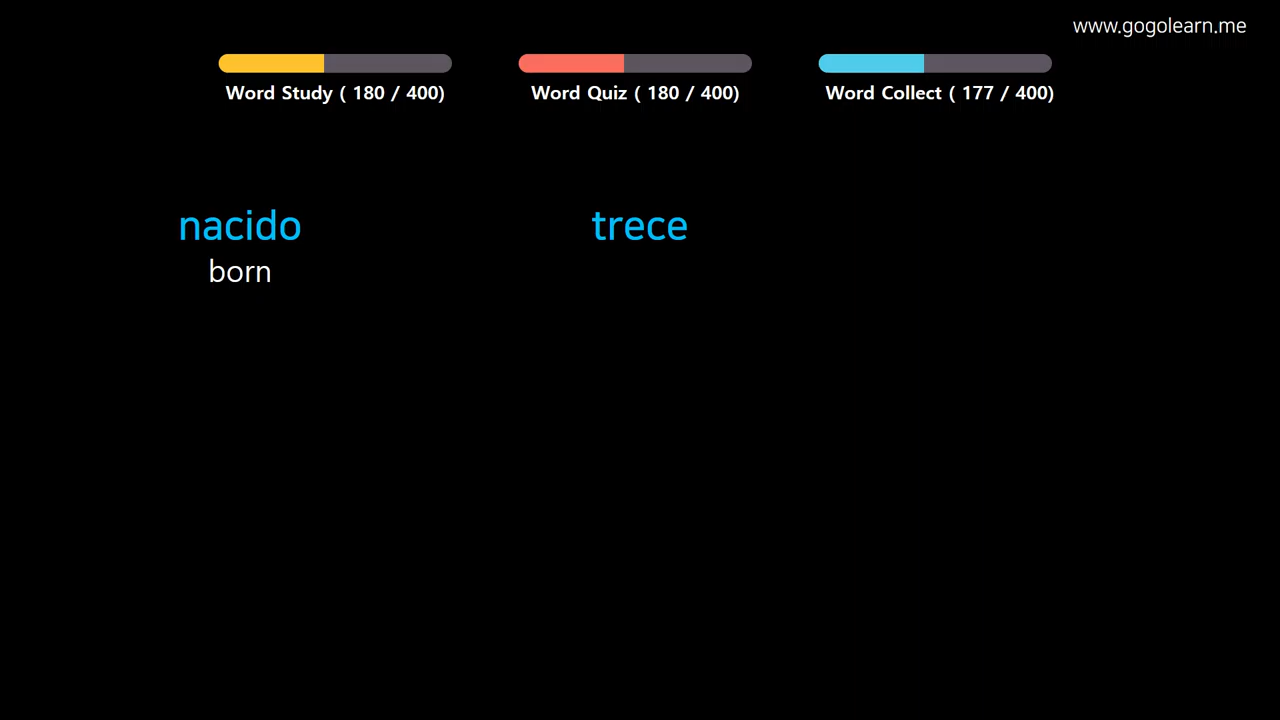 www.gogolearn.me
Word Study ( 180 / 400)
Word Quiz ( 180 / 400)
Word Collect ( 177 / 400)
nacido
trece
born